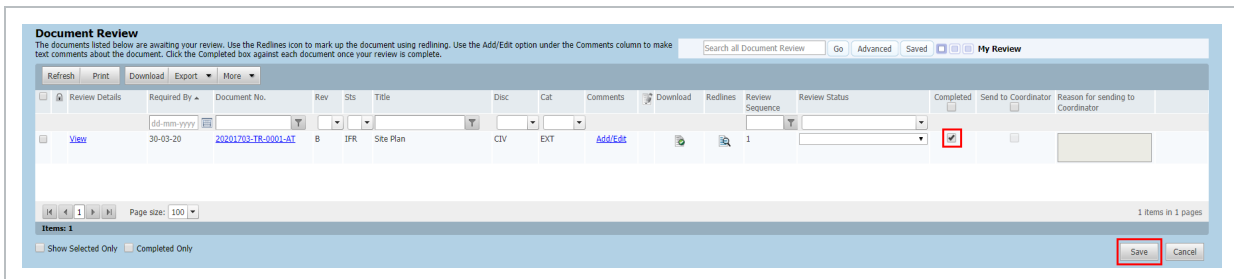 Document Review
The documents listed below are awaiting your review. Use the Redlines icon to mark up the document using redlining. Use the Add/Edit option under the Comments column to make
text comments about the document. Click the Completed box against each document once your review is complete.
Search all Document Review Go Advanced Saved My Review
Refresh Print Download Export More
Review Details Required By Document No. Rev Sts Title Disc Cat Comments Download Redlines Review Sequence Review Status Completed Send to Coordinator Reason for sending to Coordinator
dd-mm-yyyy
View 30-03-20 20201703-TR-0001-AT B IFR Site Plan CIV EXT Add/Edit 1
1 Page size: 100 1 items in 1 pages
Items: 1
Show Selected Only Completed Only Save Cancel